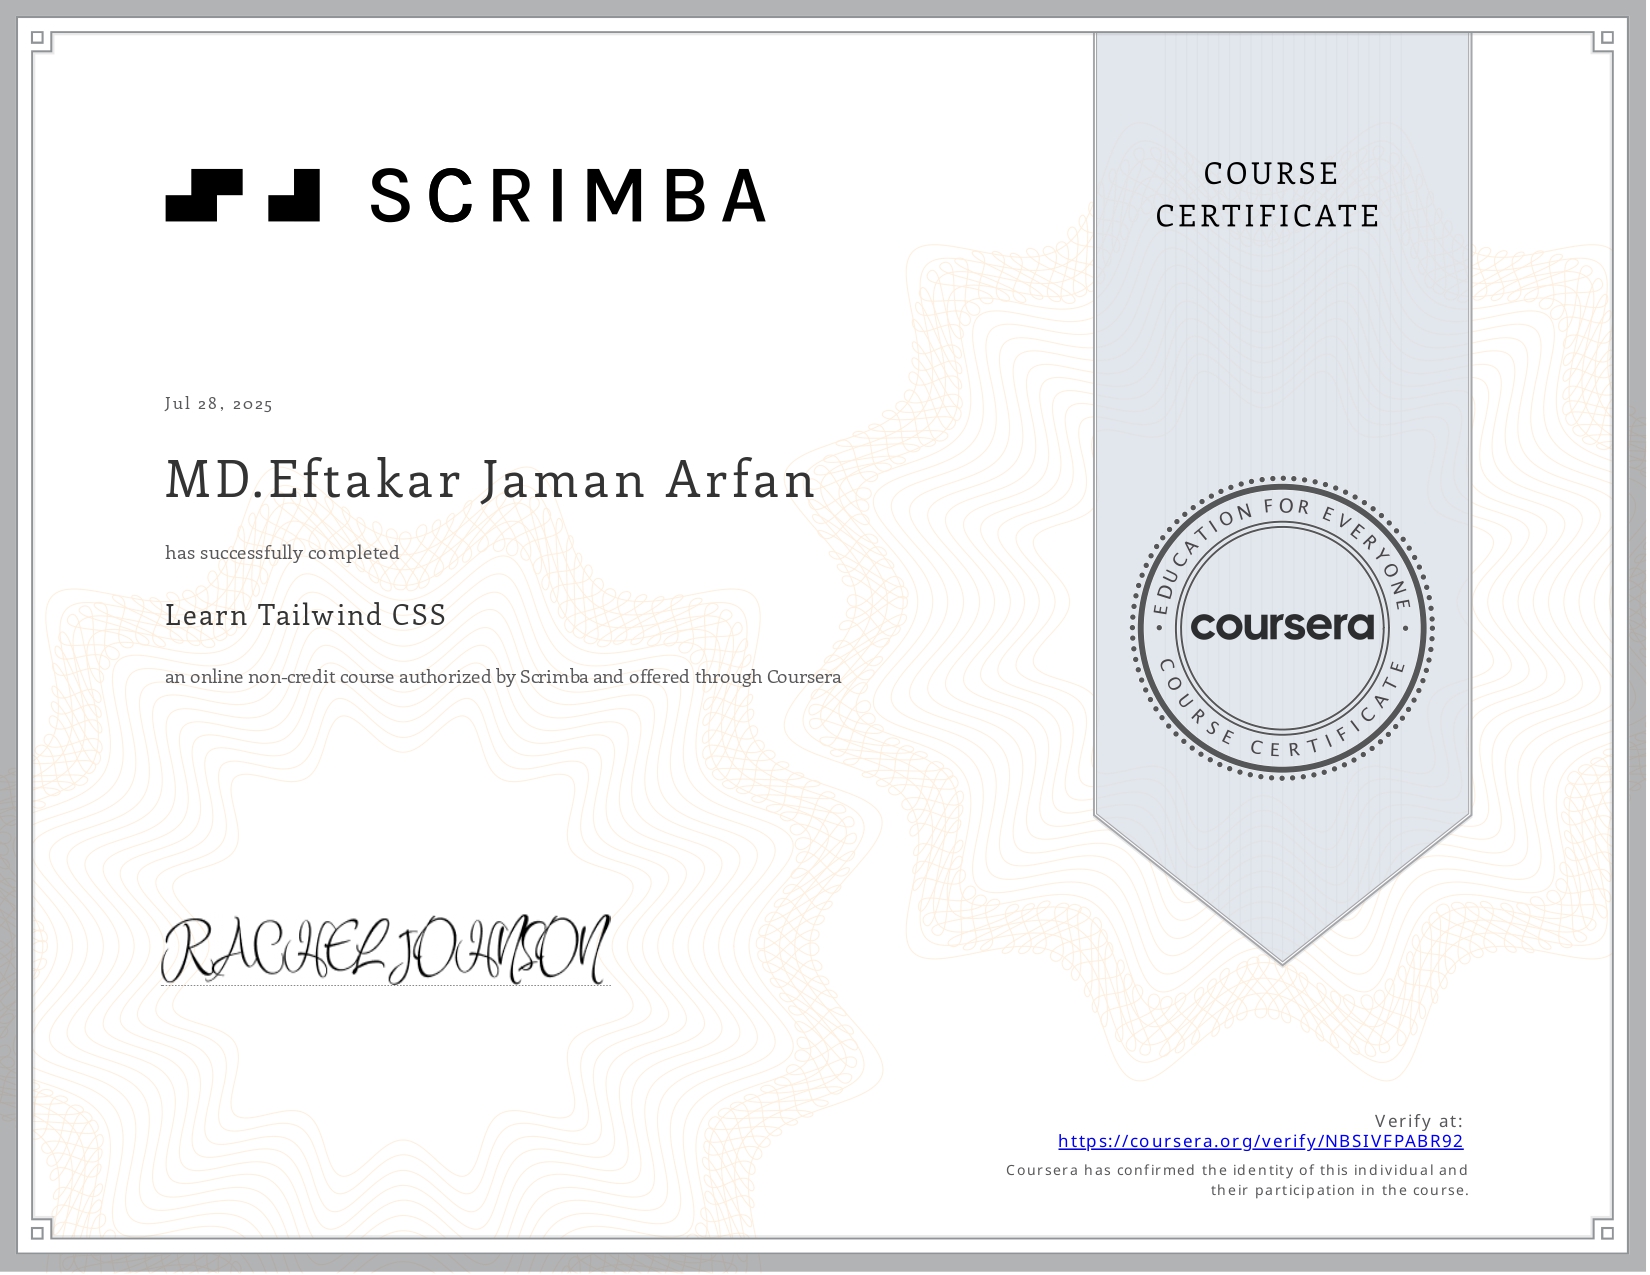 SCRIMBA
COURSE
CERTIFICATE
Jul 28, 2025
MD.Eftakar Jaman Arfan
has successfully completed
Learn Tailwind CSS
an online non-credit course authorized by Scrimba and offered through Coursera
• EDUCATION FOR EVERYONE •
coursera
COURSE CERTIFICATE
RACHEL JOHNSON
Verify at:
https://coursera.org/verify/NBSIVFPABR92
Coursera has confirmed the identity of this individual and
their participation in the course.